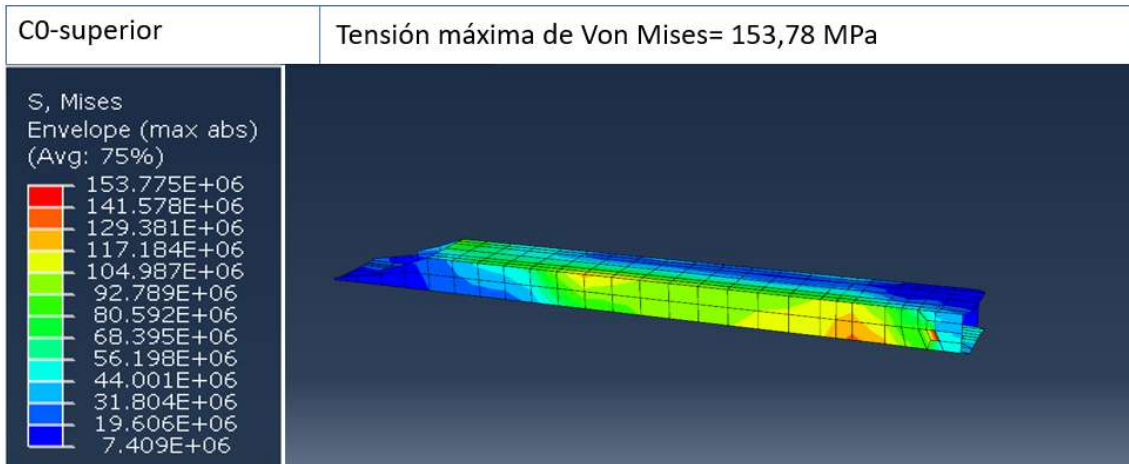 C0-superior
Tensión máxima de Von Mises= 153,78 MPa
S, Mises
Envelope (max abs)
(Avg: 75%)
153.775E+06
141.578E+06
129.381E+06
117.184E+06
104.987E+06
92.789E+06
80.592E+06
68.395E+06
56.198E+06
44.001E+06
31.804E+06
19.606E+06
7.409E+06